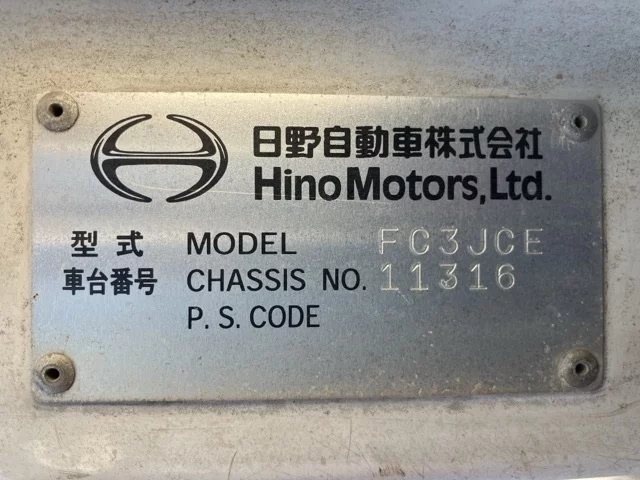 日野自動車株式会社
Hino Motors, Ltd.
型式 MODEL FC3JCE
車台番号 CHASSIS NO. 11316
P. S. CODE